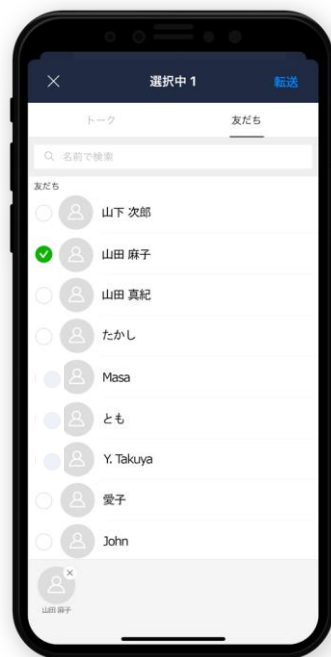 選択中 1
転送
トーク
友だち
名前で検索
友だち
山下 次郎
山田 麻子
山田 真紀
たかし
Masa
とも
Y. Takuya
愛子
John
山田 麻子